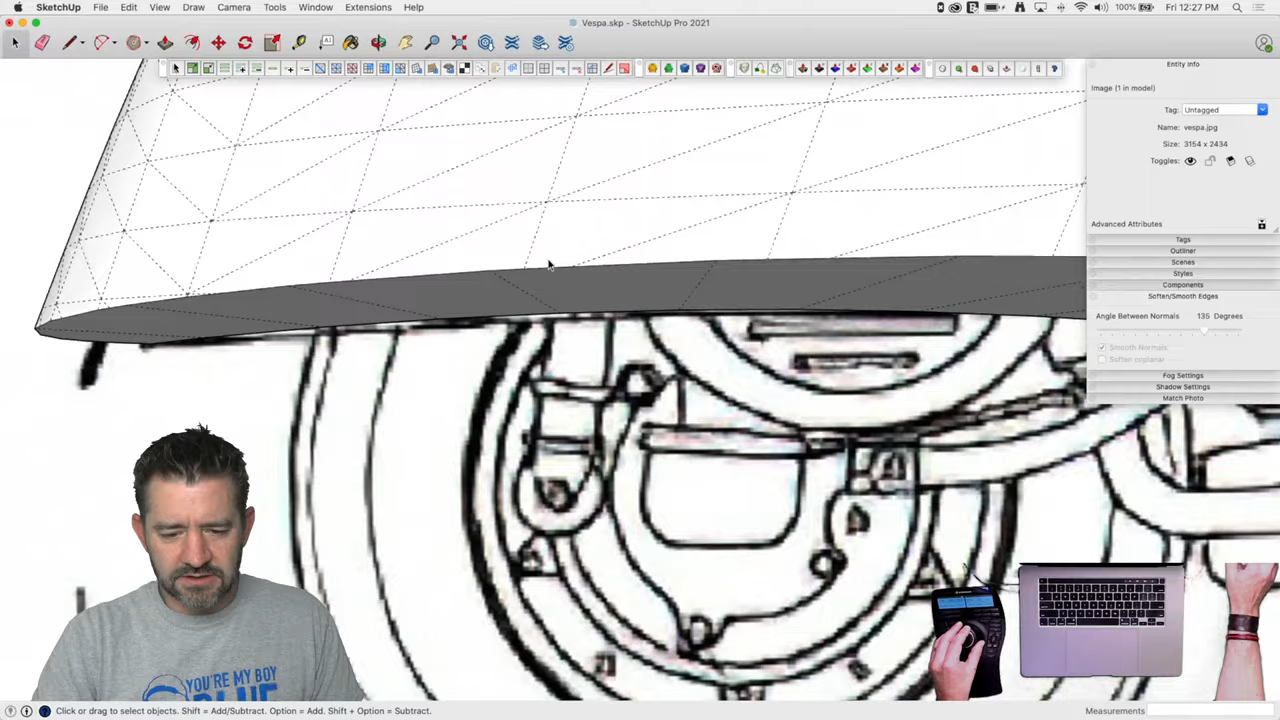 SketchUp File Edit View Draw Camera Tools Window Extensions Help 100% Fri 12:27 PM
Vespa.skp - SketchUp Pro 2021
Entity Info
Image (1 in model)
Tag: Untagged
Name: vespa.jpg
Size: 3154 x 2434
Toggles:
Advanced Attributes
Tags
Outliner
Scenes
Styles
Components
Soften/Smooth Edges
Angle Between Normals 135 Degrees
Smooth Normals
Soften coplanar
Fog Settings
Shadow Settings
Match Photo
YOU'RE MY BOY
BLUE
Click or drag to select objects. Shift = Add/Subtract. Option = Add. Shift + Option = Subtract.
Measurements